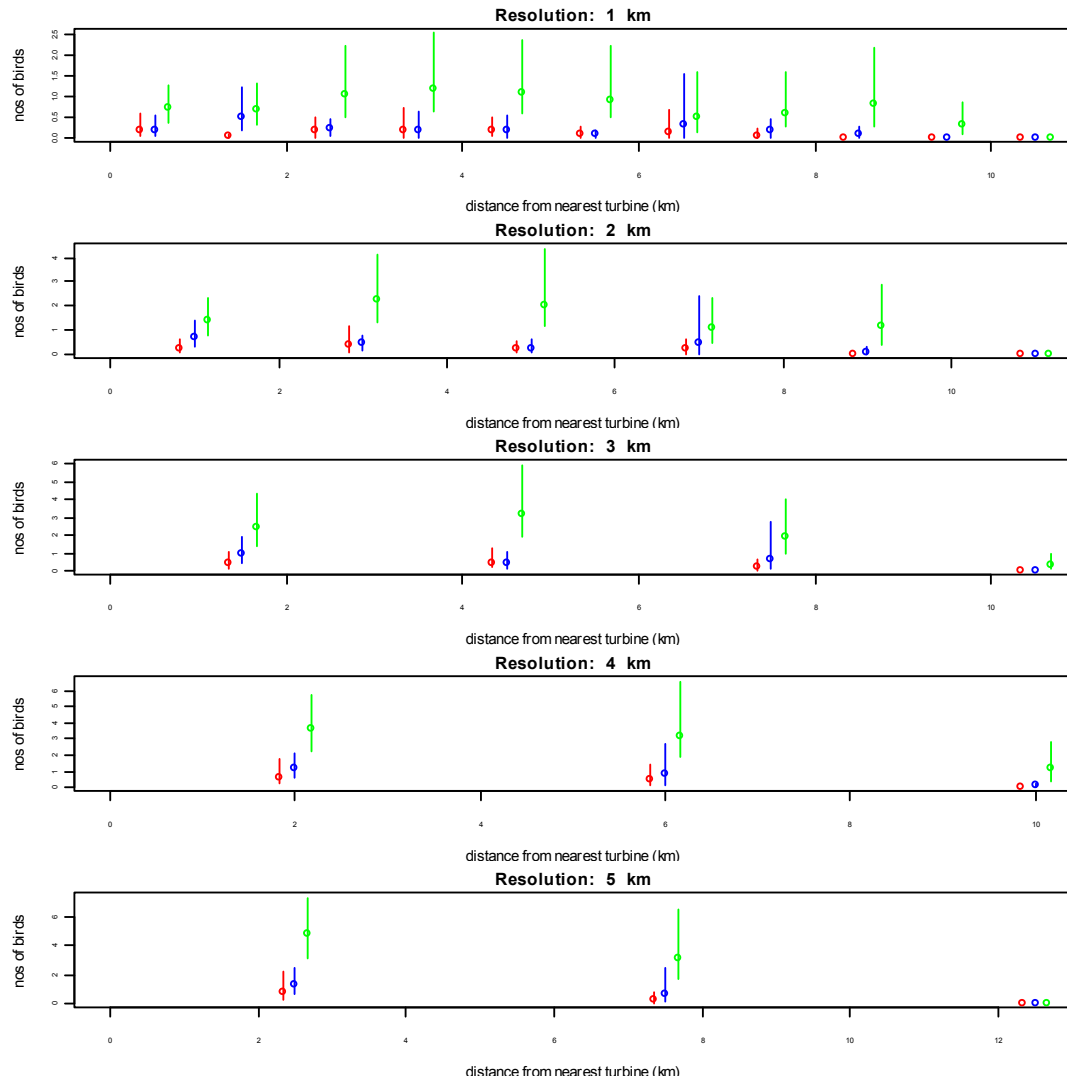 Resolution: 1 km
nos of birds
0.0 0.5 1.0 1.5 2.0 2.5
0 2 4 6 8 10
distance from nearest turbine (km)
Resolution: 2 km
nos of birds
0 1 2 3 4
0 2 4 6 8 10
distance from nearest turbine (km)
Resolution: 3 km
nos of birds
0 1 2 3 4 5 6
0 2 4 6 8 10
distance from nearest turbine (km)
Resolution: 4 km
nos of birds
0 1 2 3 4 5 6
0 2 4 6 8 10
distance from nearest turbine (km)
Resolution: 5 km
nos of birds
0 2 4 6
0 2 4 6 8 10 12
distance from nearest turbine (km)